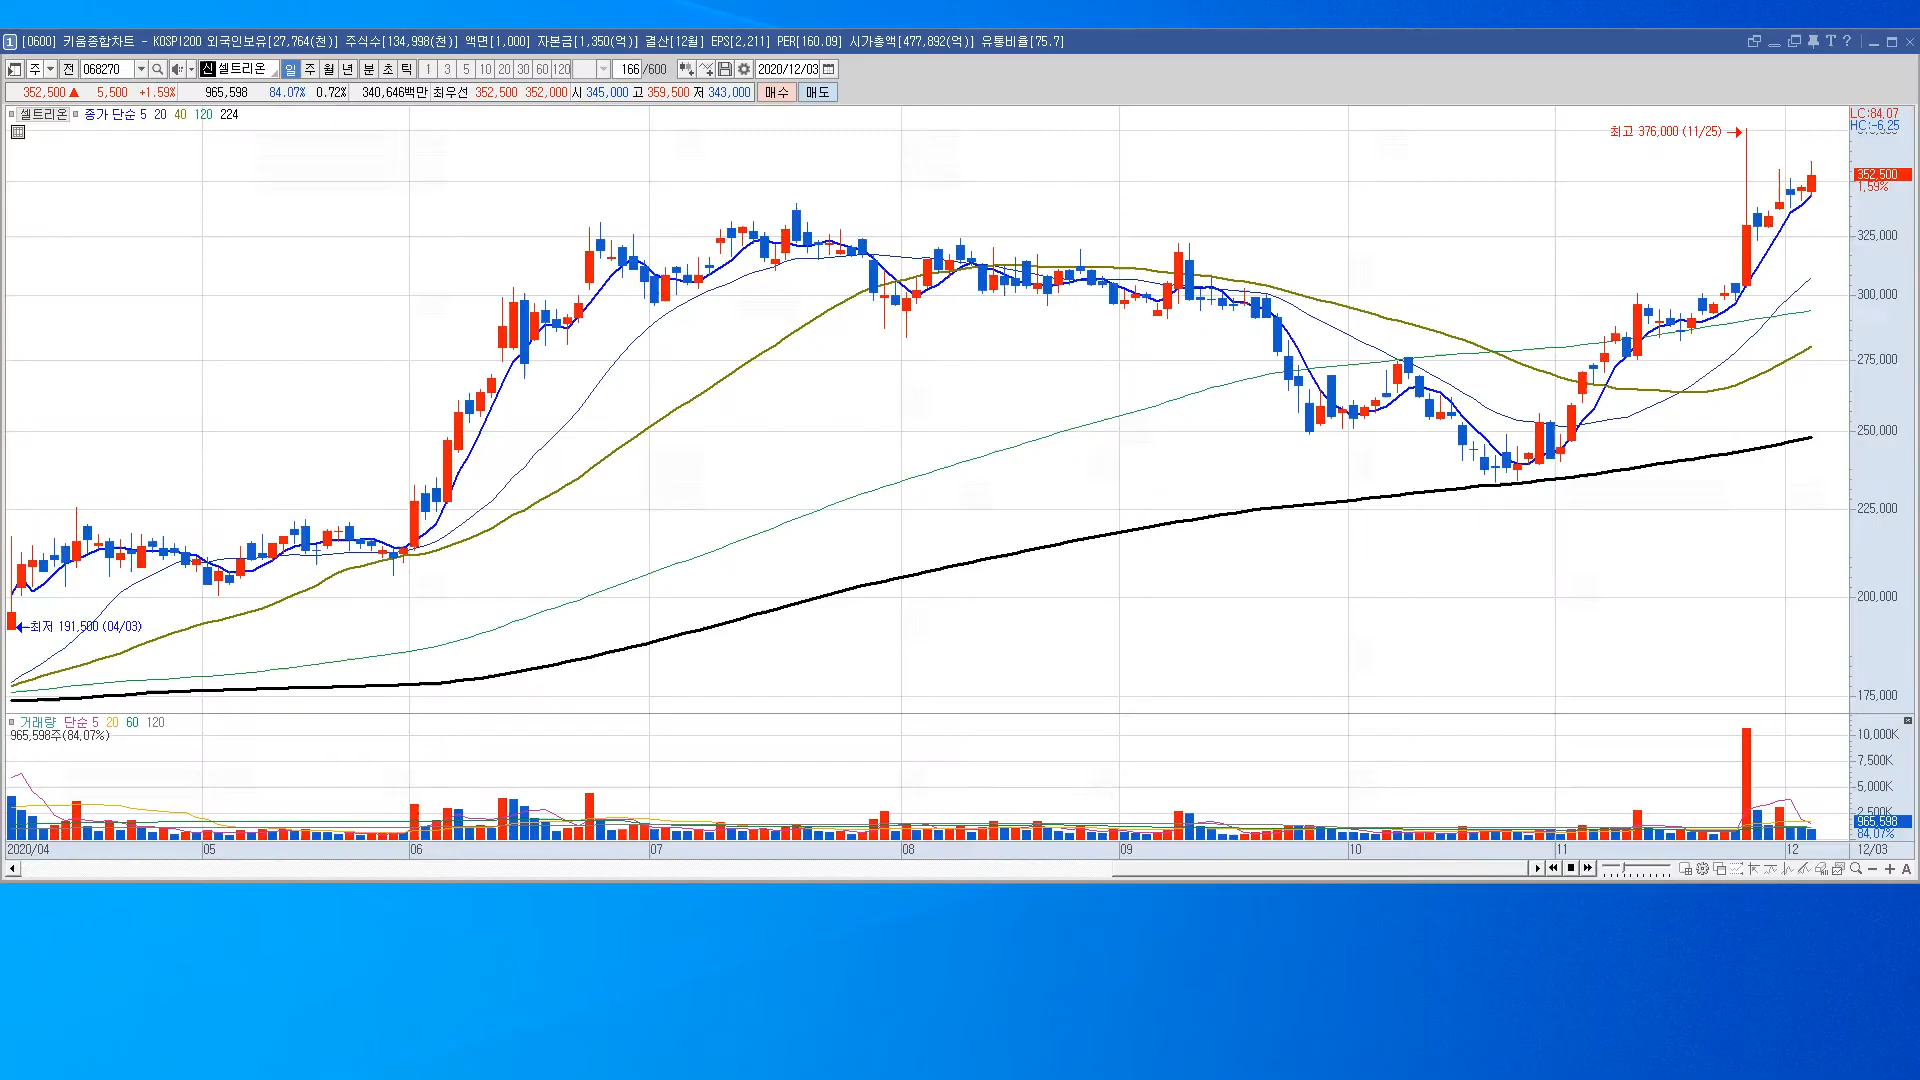 1 [0600] 키움종합차트 - KOSPI200 외국인보유[27,764(천)] 주식수[134,998(천)] 액면[1,000] 자본금[1,350(억)] 결산[12월] EPS[2,211] PER[160.09] 시가총액[477,892(억)] 유통비율[75.7] T ?
주 전 068270 신 셀트리온 일 주 월 년 분 초 틱 1 3 5 10 20 30 60 120 166 /600 2020/12/03
352,500 ▲ 5,500 +1.59% 965,598 84.07% 0.72% 340,646백만 최우선 352,500 352,000 시 345,000 고 359,500 저 343,000 매수 매도
셀트리온 종가 단순 5 20 40 120 224
LC:84.07
HC:-6.25
최고 376,000 (11/25)
352,500
1.59%
325,000
300,000
275,000
250,000
225,000
200,000
최저 191,500 (04/03)
175,000
거래량 단순 5 20 60 120
965,598주(84.07%)
10,000K
7,500K
5,000K
2,500K
965,598
84.07%
2020/04 05 06 07 08 09 10 11 12 12/03
A